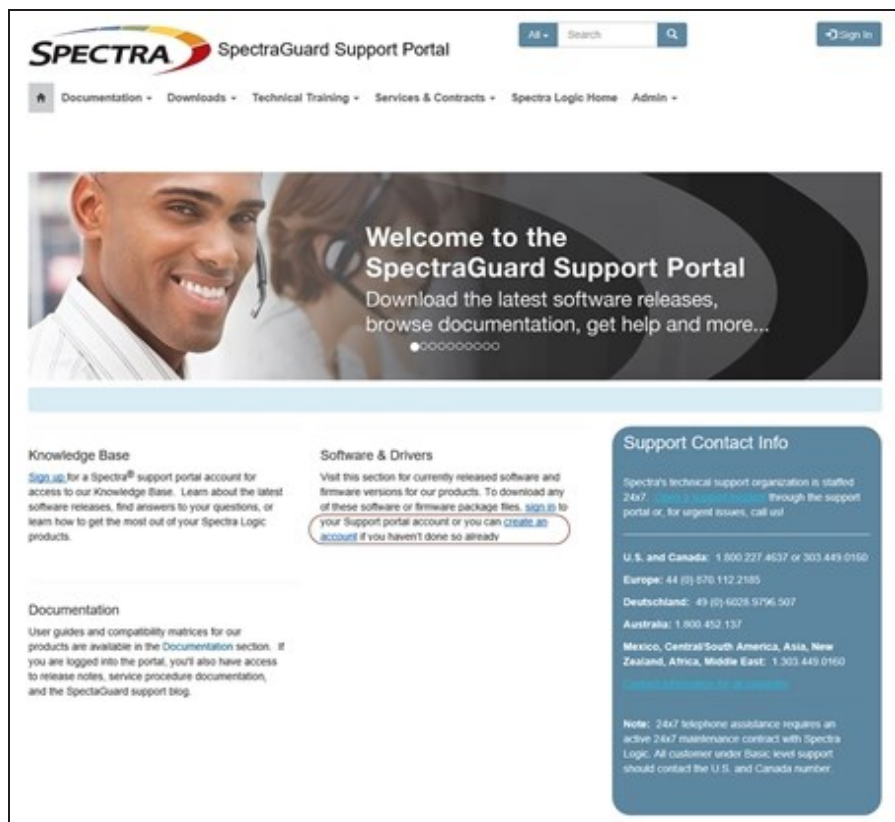 SPECTRA SpectraGuard Support Portal
All Search
Sign In
Documentation Downloads Technical Training Services & Contracts Spectra Logic Home Admin
Welcome to the
SpectraGuard Support Portal
Download the latest software releases,
browse documentation, get help and more...
Knowledge Base
Sign up for a Spectra® support portal account for
access to our Knowledge Base. Learn about the latest
software releases, find answers to your questions, or
learn how to get the most out of your Spectra Logic
products.
Software & Drivers
Visit this section for currently released software and
firmware versions for our products. To download any
of these software or firmware package files, sign in to
your Support portal account or you can create an
account if you haven't done so already
Documentation
User guides and compatibility matrices for our
products are available in the Documentation section. If
you are logged into the portal, you'll also have access
to release notes, service procedure documentation,
and the SpectaGuard support blog.
Support Contact Info
Spectra's technical support organization is staffed
24x7. Open a support incident through the support
portal or, for urgent issues, call us!
U.S. and Canada: 1.800.227.4637 or 303.449.0160
Europe: 44 (0) 870.112.2185
Deutschland: 49 (0) 6028.9796.507
Australia: 1.800.452.137
Mexico, Central/South America, Asia, New
Zealand, Africa, Middle East: 1.303.449.0160
Note: 24x7 telephone assistance requires an
active 24x7 maintenance contract with Spectra
Logic. All customer under Basic level support
should contact the U.S. and Canada number.